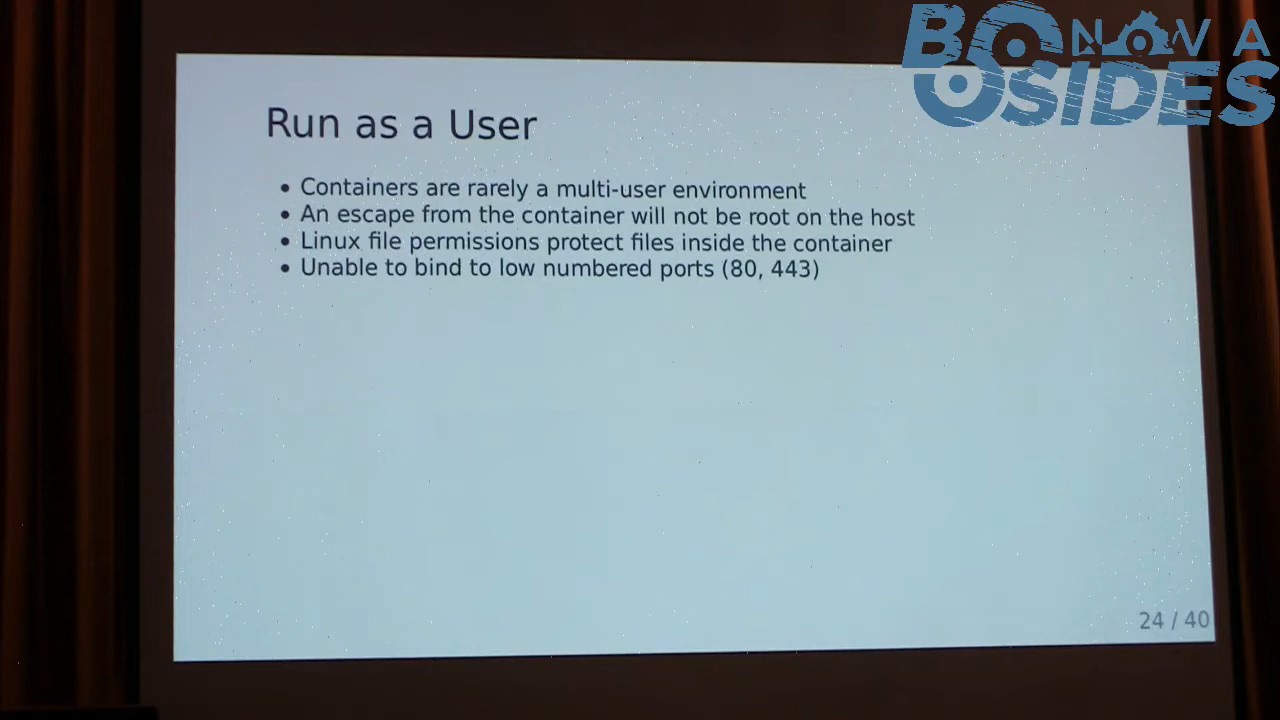 BSIDES
NOVA
Run as a User
• Containers are rarely a multi-user environment
• An escape from the container will not be root on the host
• Linux file permissions protect files inside the container
• Unable to bind to low numbered ports (80, 443)
24 / 40